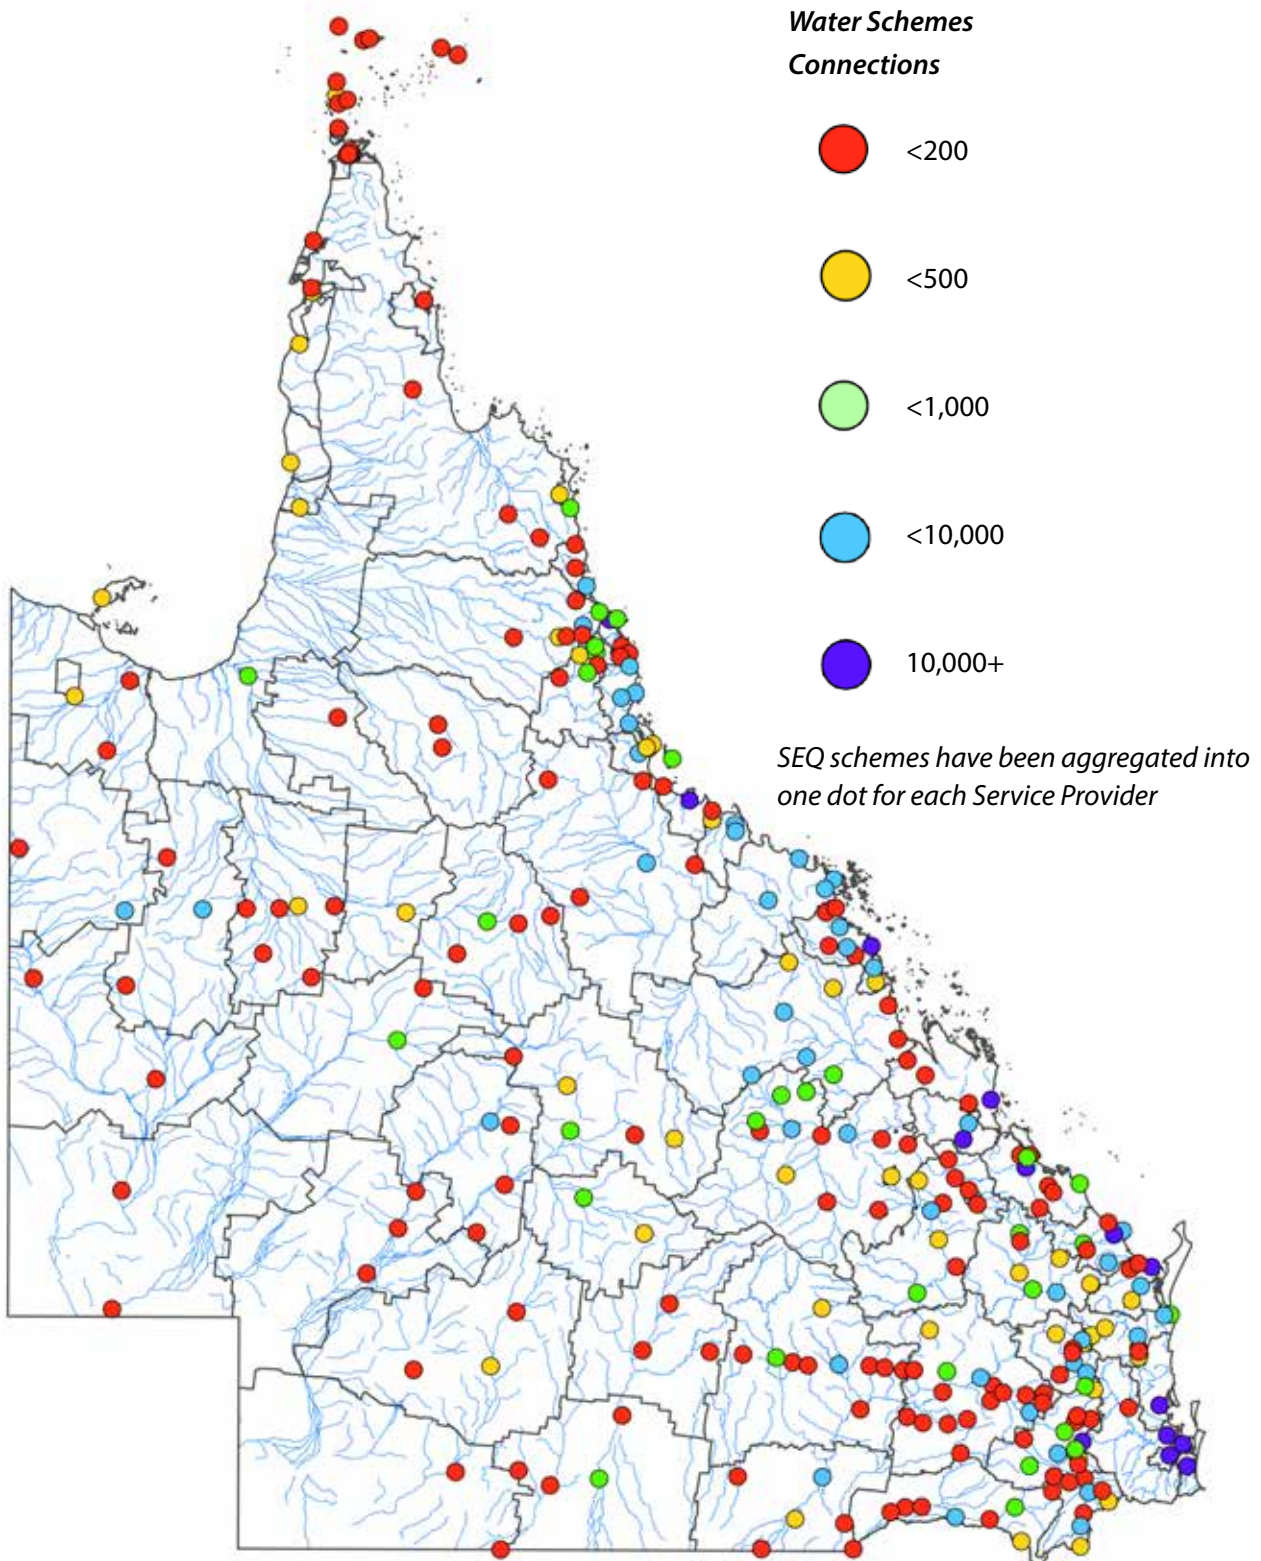 Water Schemes
Connections
<200
<500
<1,000
<10,000
10,000+
SEQ schemes have been aggregated into
one dot for each Service Provider